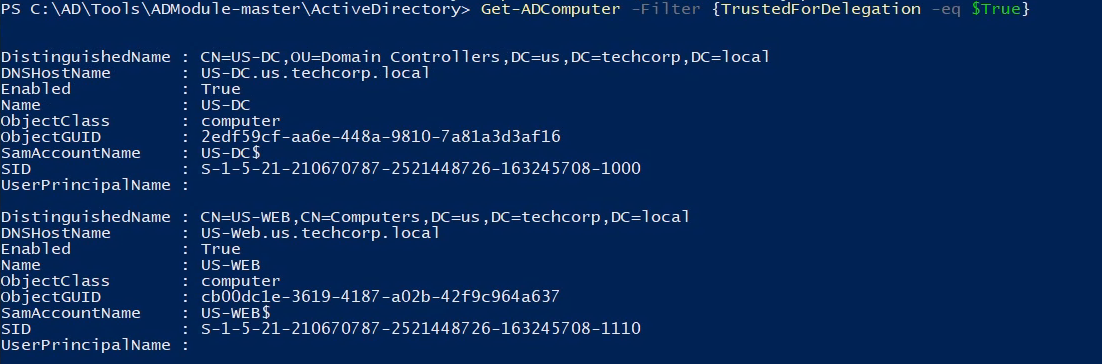 PS C:\AD\Tools\ADModule-master\ActiveDirectory> Get-ADComputer -Filter {TrustedForDelegation -eq $True}
DistinguishedName : CN=US-DC,OU=Domain Controllers,DC=us,DC=techcorp,DC=local
DNSHostName : US-DC.us.techcorp.local
Enabled : True
Name : US-DC
ObjectClass : computer
ObjectGUID : 2edf59cf-aa6e-448a-9810-7a81a3d3af16
SamAccountName : US-DC$
SID : S-1-5-21-210670787-2521448726-163245708-1000
UserPrincipalName :
DistinguishedName : CN=US-WEB,CN=Computers,DC=us,DC=techcorp,DC=local
DNSHostName : US-Web.us.techcorp.local
Enabled : True
Name : US-WEB
ObjectClass : computer
ObjectGUID : cb00dc1e-3619-4187-a02b-42f9c964a637
SamAccountName : US-WEB$
SID : S-1-5-21-210670787-2521448726-163245708-1110
UserPrincipalName :